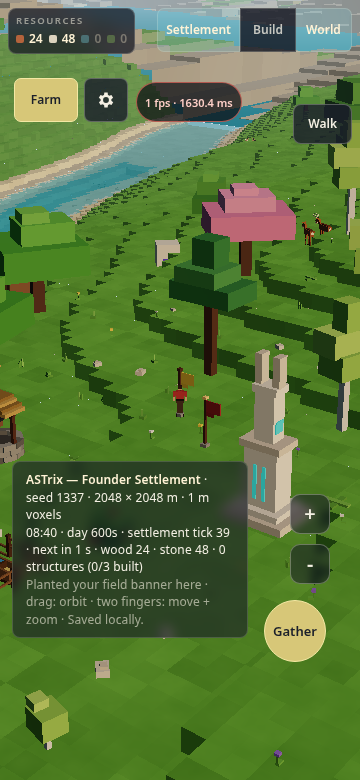 RESOURCES
24 48 0 0
Settlement Build World
Farm
1 fps · 1630.4 ms
Walk
ASTrix — Founder Settlement ·
seed 1337 · 2048 × 2048 m · 1 m
voxels
08:40 · day 600s · settlement tick 39
· next in 1 s · wood 24 · stone 48 · 0
structures (0/3 built)
Planted your field banner here ·
drag: orbit · two fingers: move +
zoom · Saved locally.
+
-
Gather